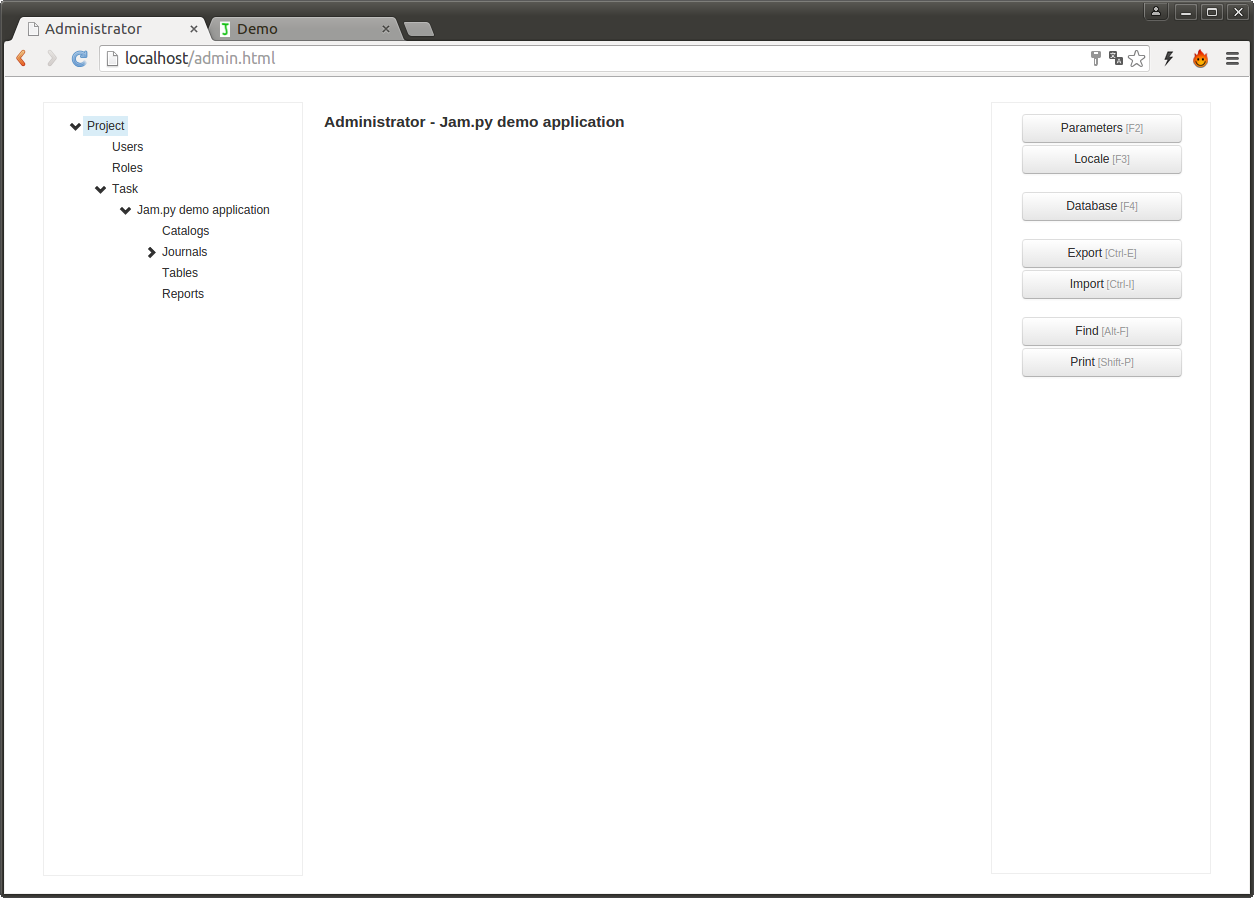 Administrator
Demo
localhost/admin.html
Project
Users
Roles
Task
Jam.py demo application
Catalogs
Journals
Tables
Reports
Administrator - Jam.py demo application
Parameters [F2]
Locale [F3]
Database [F4]
Export [Ctrl-E]
Import [Ctrl-I]
Find [Alt-F]
Print [Shift-P]